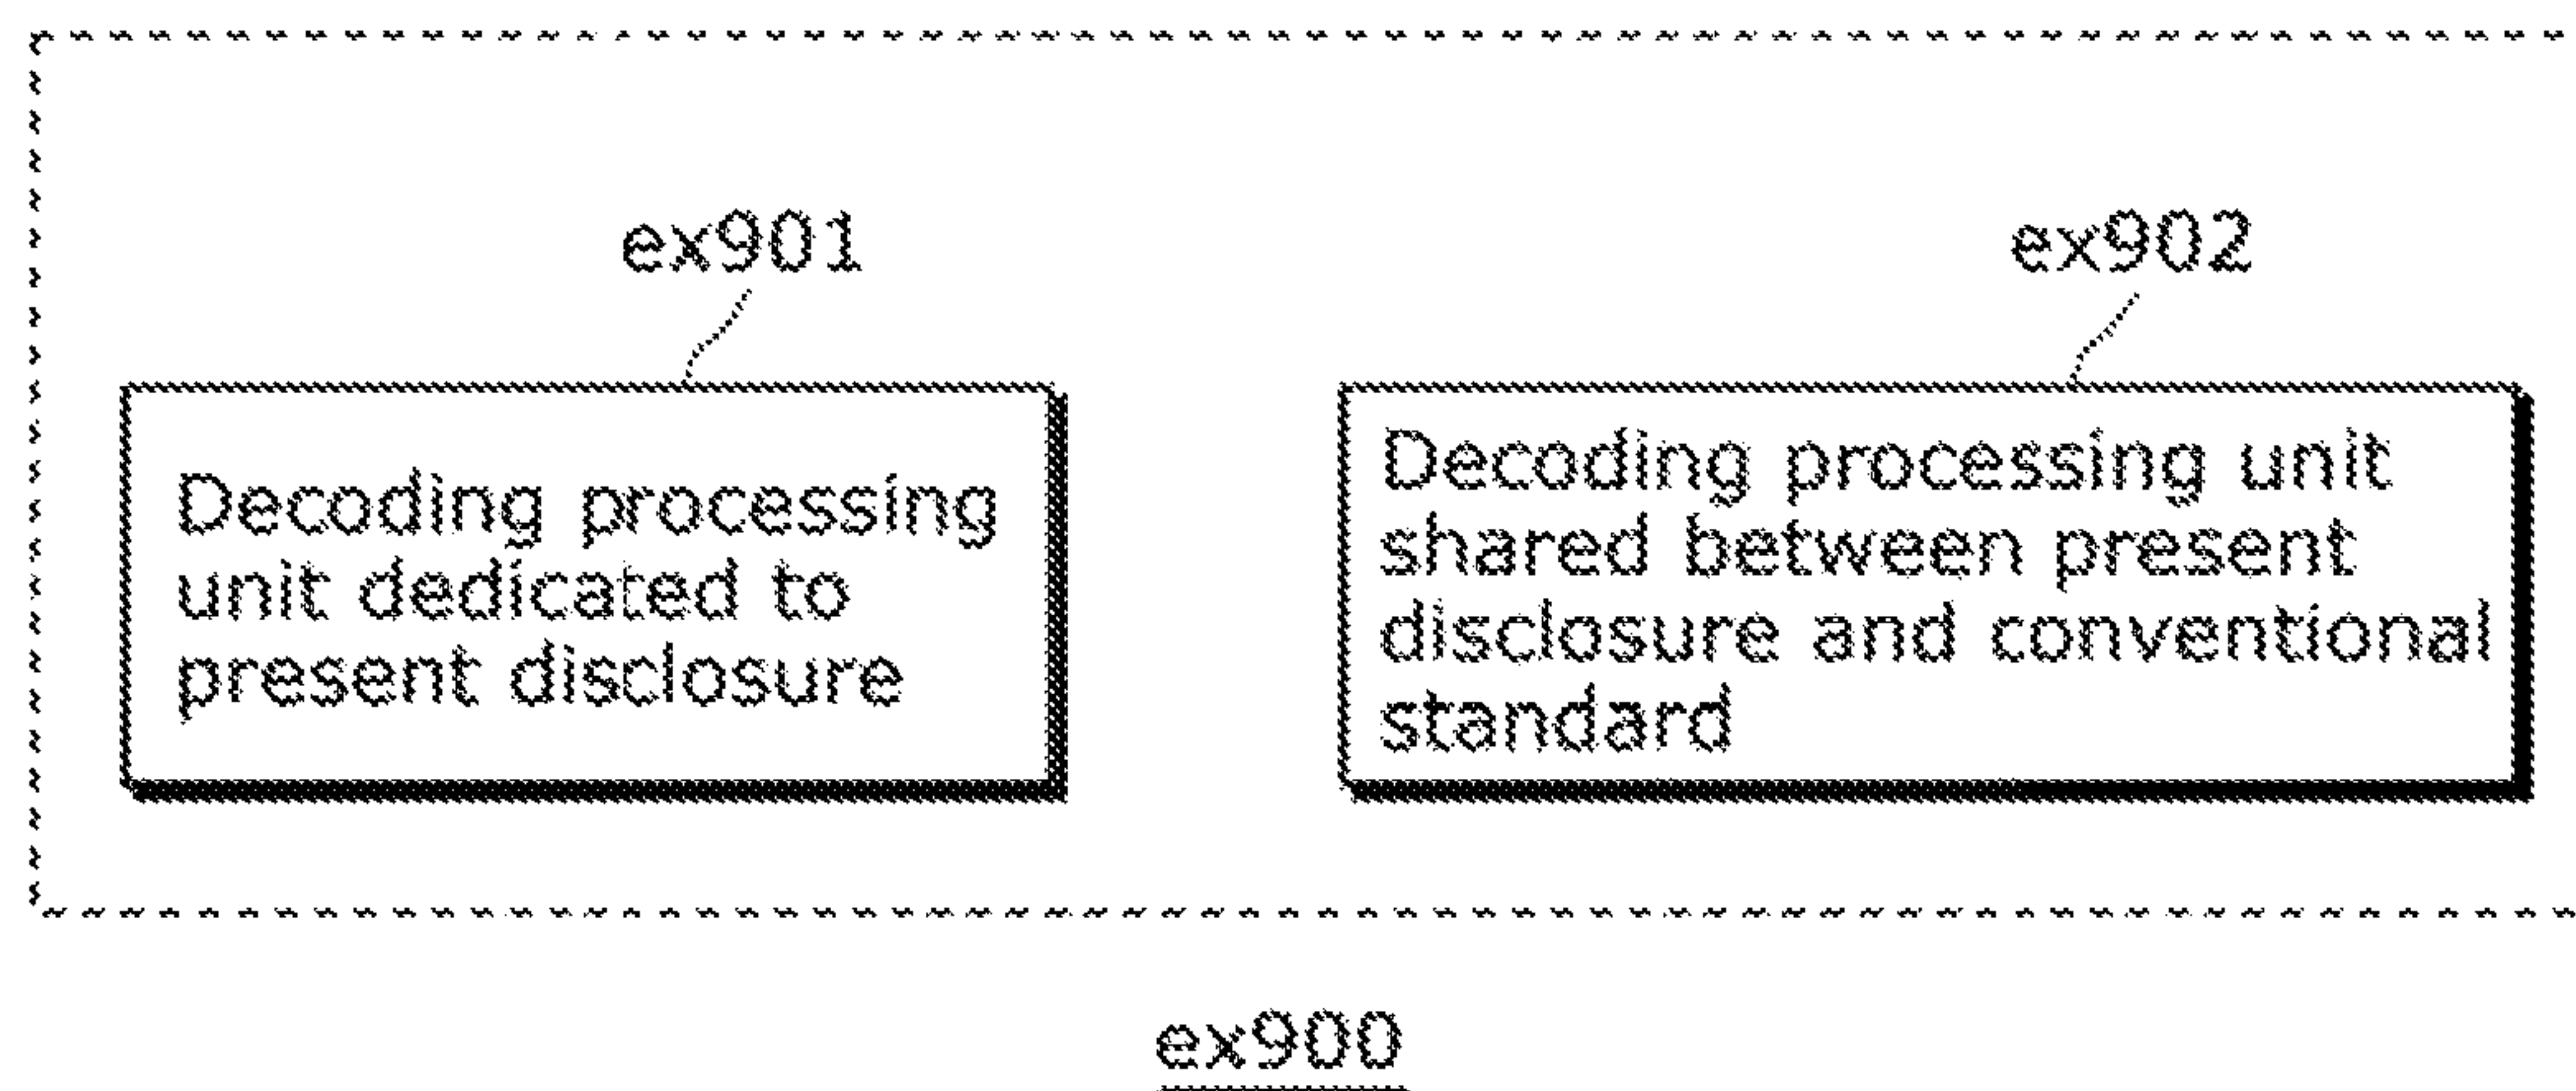 ex901
ex902
Decoding processing
unit dedicated to
present disclosure
Decoding processing unit
shared between present
disclosure and conventional
standard
ex900